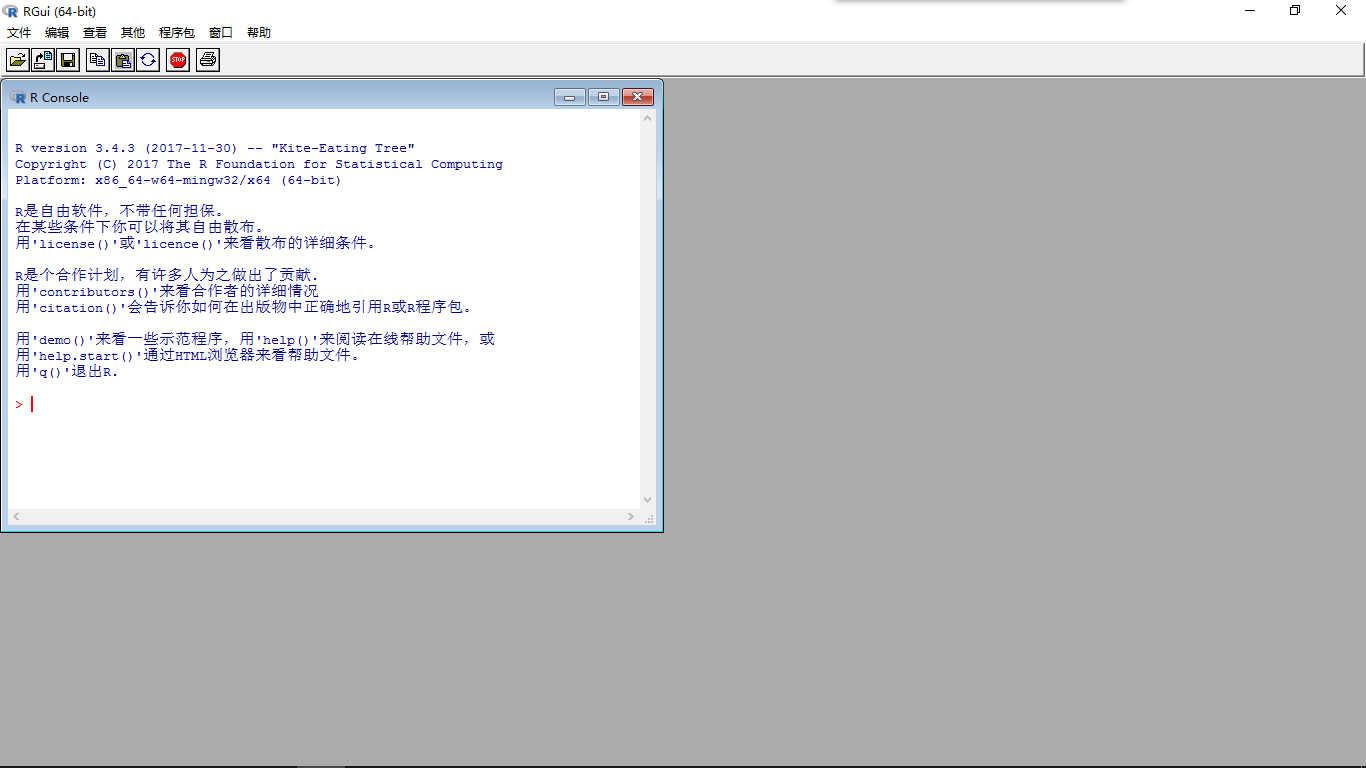 RGui (64-bit)
文件 编辑 查看 其他 程序包 窗口 帮助
STOP
R Console
R version 3.4.3 (2017-11-30) -- "Kite-Eating Tree"
Copyright (C) 2017 The R Foundation for Statistical Computing
Platform: x86_64-w64-mingw32/x64 (64-bit)
R是自由软件，不带任何担保。
在某些条件下你可以将其自由散布。
用'license()'或'licence()'来看散布的详细条件。
R是个合作计划，有许多人为之做出了贡献.
用'contributors()'来看合作者的详细情况
用'citation()'会告诉你如何在出版物中正确地引用R或R程序包。
用'demo()'来看一些示范程序，用'help()'来阅读在线帮助文件，或
用'help.start()'通过HTML浏览器来看帮助文件。
用'q()'退出R.
>